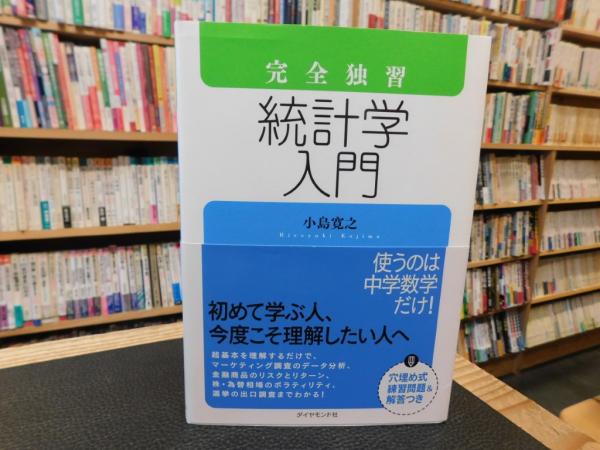 完全独習
統計学
入門
小島寛之
Hiroyuki Kojima
使うのは
中学数学
だけ!
初めて学ぶ人、
今度こそ理解したい人へ
超基本を理解するだけで、
マーケティング調査のデータ分析、
金融商品のリスクとリターン、
株・為替相場のボラティリティ、
選挙の出口調査までわかる!
穴埋め式
練習問題&
解答つき
ダイヤモンド社